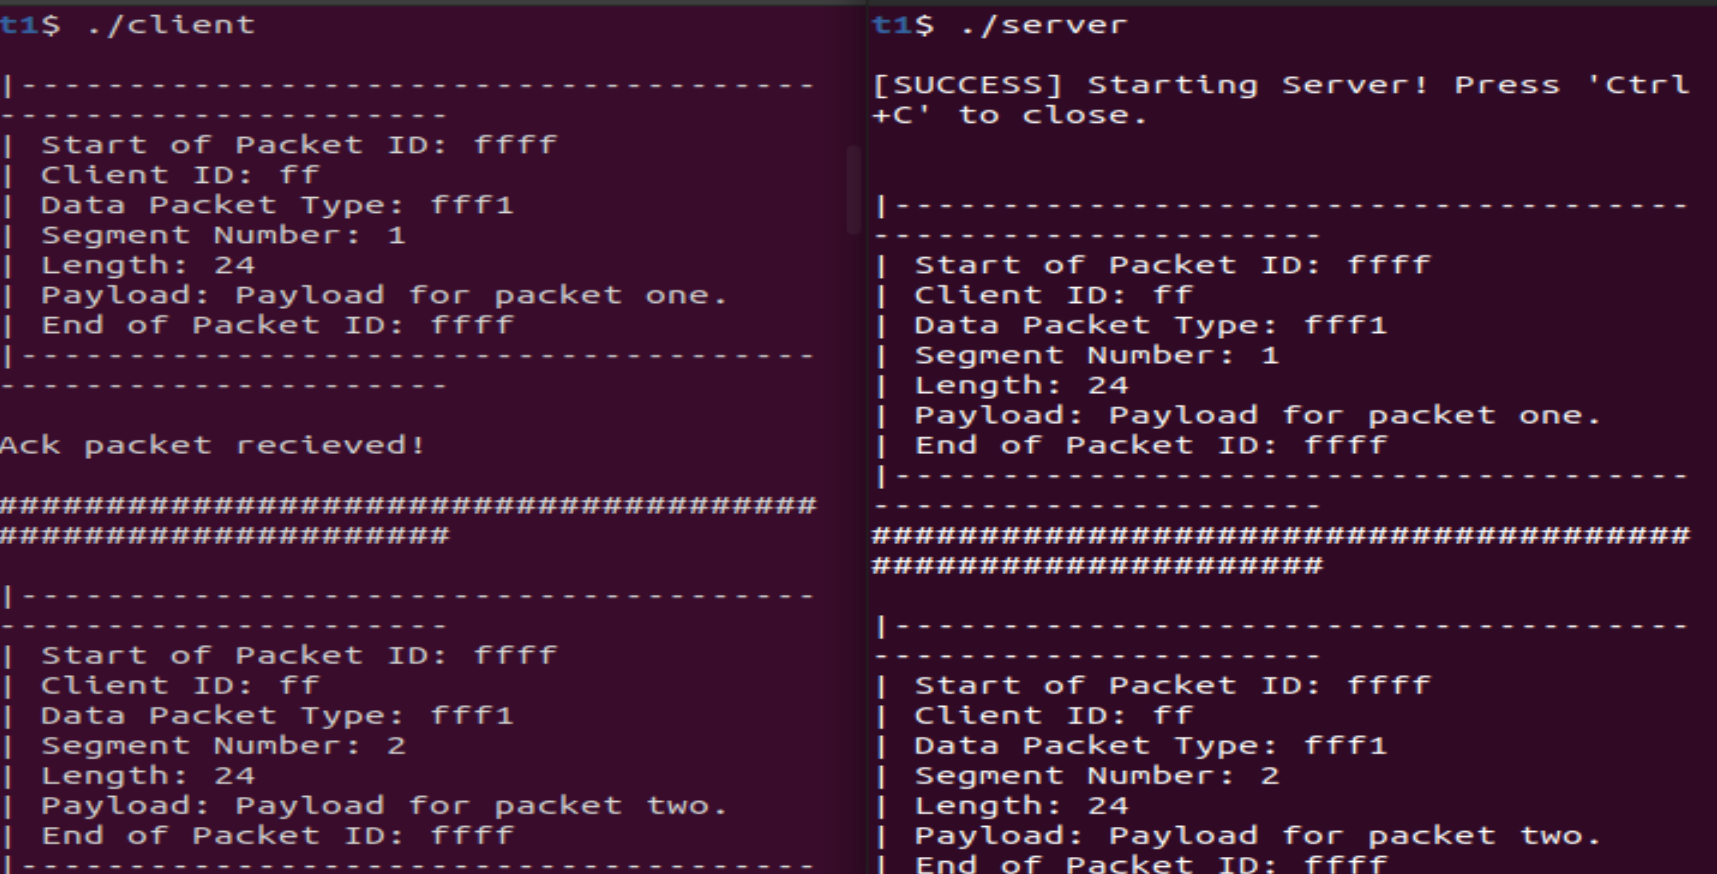 t1$ ./client
|-------------------------------------
---------------------
| Start of Packet ID: ffff
| Client ID: ff
| Data Packet Type: fff1
| Segment Number: 1
| Length: 24
| Payload: Payload for packet one.
| End of Packet ID: ffff
|-------------------------------------
---------------------
Ack packet recieved!
######################################
#####################
|-------------------------------------
---------------------
| Start of Packet ID: ffff
| Client ID: ff
| Data Packet Type: fff1
| Segment Number: 2
| Length: 24
| Payload: Payload for packet two.
| End of Packet ID: ffff
|-------------------------------------
t1$ ./server
[SUCCESS] Starting Server! Press 'Ctrl
+C' to close.
|-------------------------------------
---------------------
| Start of Packet ID: ffff
| Client ID: ff
| Data Packet Type: fff1
| Segment Number: 1
| Length: 24
| Payload: Payload for packet one.
| End of Packet ID: ffff
|-------------------------------------
---------------------
######################################
#####################
|-------------------------------------
---------------------
| Start of Packet ID: ffff
| Client ID: ff
| Data Packet Type: fff1
| Segment Number: 2
| Length: 24
| Payload: Payload for packet two.
| End of Packet ID: ffff